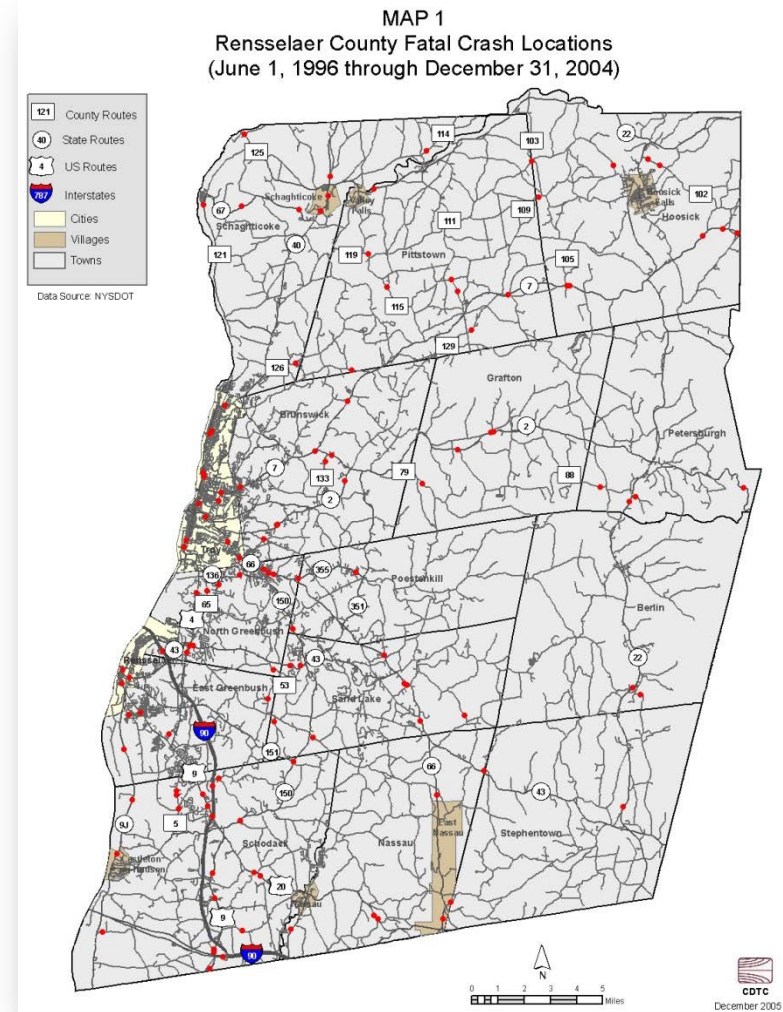 MAP 1
Rensselaer County Fatal Crash Locations
(June 1, 1996 through December 31, 2004)
121 County Routes
40 State Routes
4 US Routes
787 Interstates
Cities
Villages
Towns
Data Source: NYSDOT
114
103
22
125
Schaghticoke
Valley
Falls
Hoosick
Falls
102
67
Schaghticoke
111
109
Hoosick
40
121
119
Pittstown
105
7
115
129
126
Grafton
Brunswick
2
Petersburgh
7
133
79
88
2
Troy
66
355
136
Poestenkill
150
351
65
Berlin
4
North Greenbush
43
43
22
Rensselaer
53
East Greenbush
Sand Lake
90
151
9
66
150
43
9J
5
East
Nassau
Schodack
Nassau
Stephentown
Castleton
20
Nassau
9
90
N
0 1 2 3 4 5
Miles
CDTC
December 2005